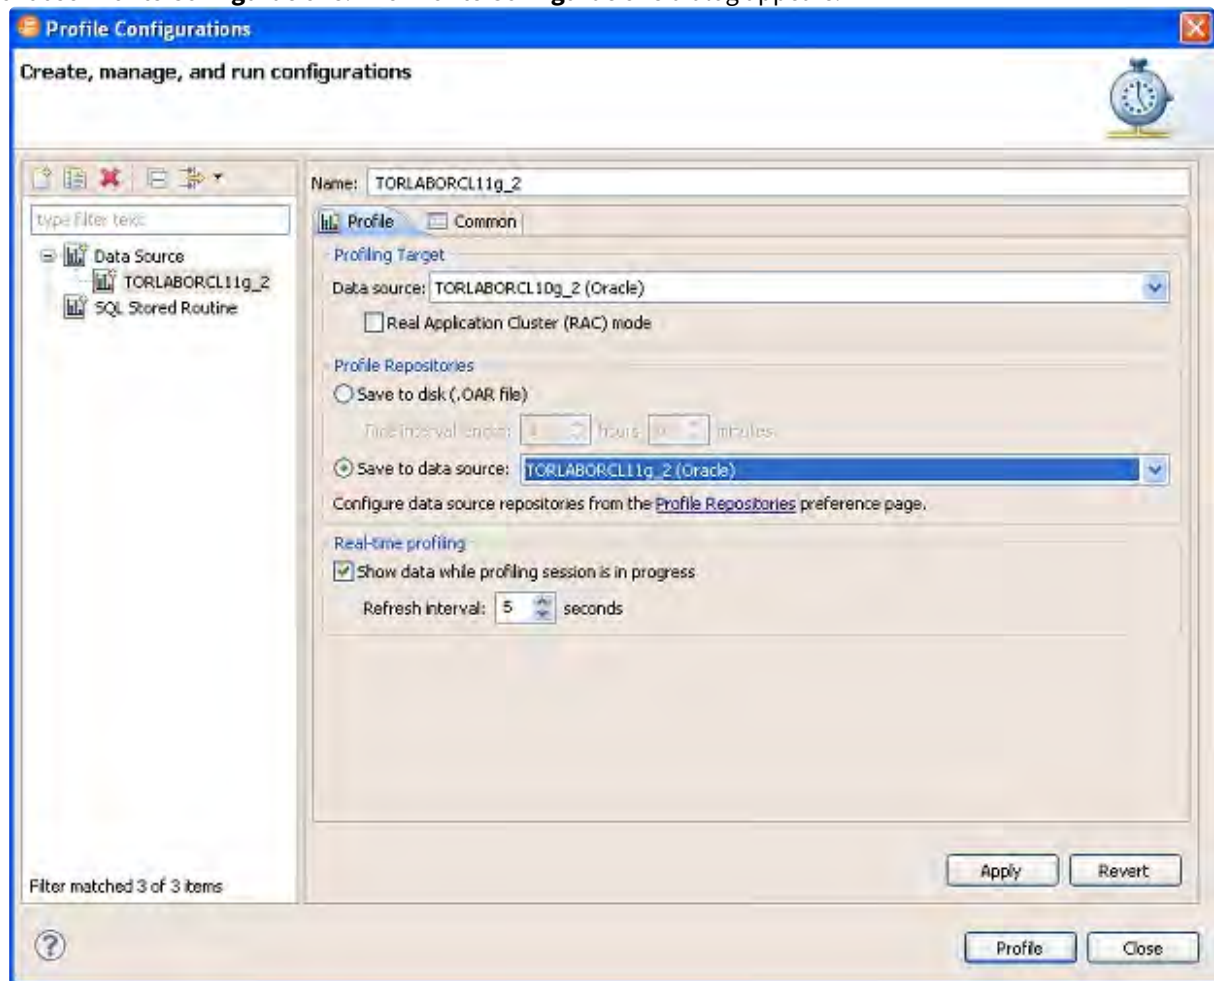 Profile Configurations
Create, manage, and run configurations
Name: TORLABORCL11g_2
type filter text
Profile Common
Data Source
TORLABORCL11g_2
SQL Stored Routine
Profiling Target
Data source: TORLABORCL10g_2 (Oracle)
Real Application Cluster (RAC) mode
Profile Repositories
Save to disk (.OAR file)
hours minutes
Save to data source: TORLABORCL11g_2 (Oracle)
Configure data source repositories from the Profile Repositories preference page.
Real-time profiling
Show data while profiling session is in progress
Refresh interval: 5 seconds
Apply Revert
Filter matched 3 of 3 items
Profile Close